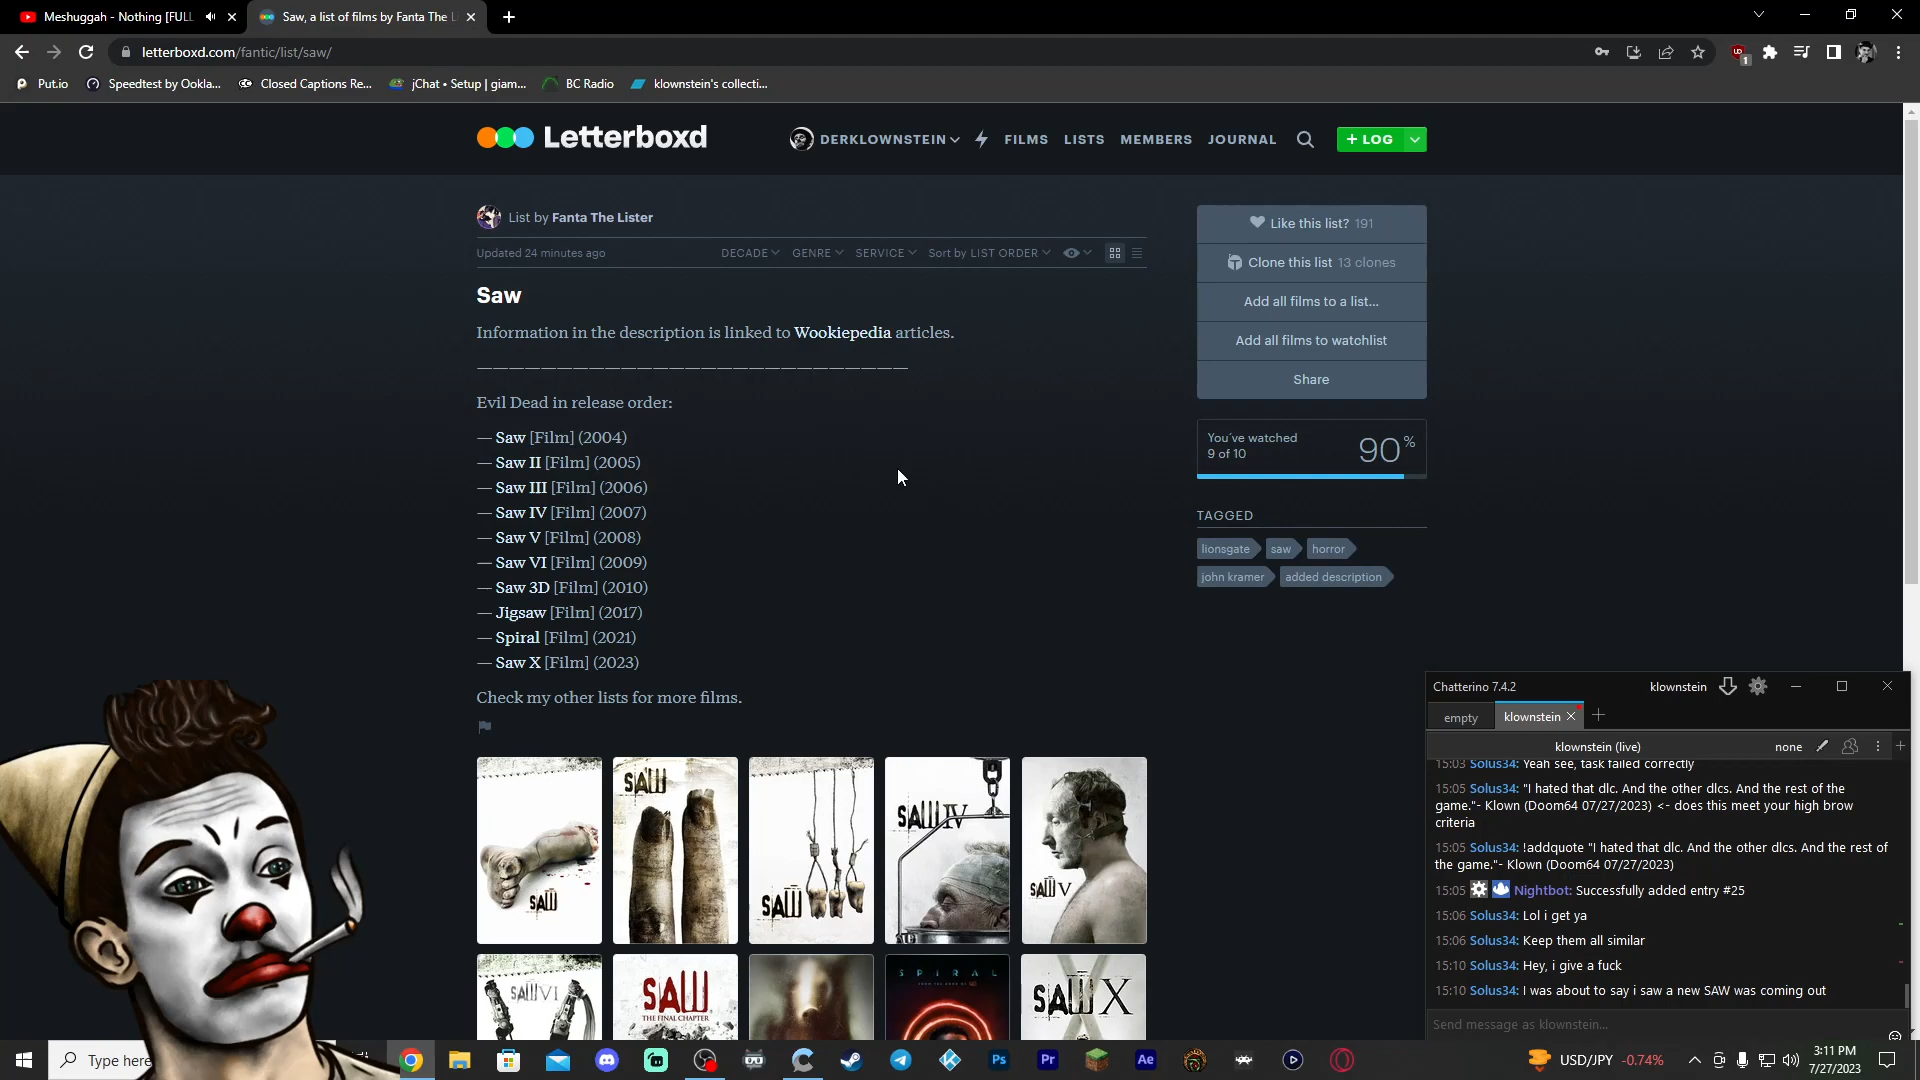 Meshuggah - Nothing [FULL
Saw, a list of films by Fanta The L
letterboxd.com/fantic/list/saw/
1
Put.io
Speedtest by Ookla...
Closed Captions Re...
jChat • Setup | giam...
BC Radio
klownstein's collecti...
Letterboxd
DERKLOWNSTEIN
FILMS
LISTS
MEMBERS
JOURNAL
+ LOG
List by Fanta The Lister
Updated 24 minutes ago
DECADE
GENRE
SERVICE
Sort by LIST ORDER
Saw
Information in the description is linked to Wookiepedia articles.
———————————————————————————
Evil Dead in release order:
— Saw [Film] (2004)
— Saw II [Film] (2005)
— Saw III [Film] (2006)
— Saw IV [Film] (2007)
— Saw V [Film] (2008)
— Saw VI [Film] (2009)
— Saw 3D [Film] (2010)
— Jigsaw [Film] (2017)
— Spiral [Film] (2021)
— Saw X [Film] (2023)
Check my other lists for more films.
Like this list? 191
Clone this list 13 clones
Add all films to a list...
Add all films to watchlist
Share
You've watched
9 of 10
90%
TAGGED
lionsgate
saw
horror
john kramer
added description
SAW
SAW
SAW
SAW IV
SAW V
SAW VI
SAW
THE FINAL CHAPTER
SPIRAL
SAW X
Chatterino 7.4.2
klownstein
empty
klownstein
klownstein (live)
none
15:03 Solus34: Yeah see, task failed correctly
15:05 Solus34: "I hated that dlc. And the other dlcs. And the rest of the
game."- Klown (Doom64 07/27/2023) <- does this meet your high brow
criteria
15:05 Solus34: !addquote "I hated that dlc. And the other dlcs. And the rest of
the game."- Klown (Doom64 07/27/2023)
15:05 Nightbot: Successfully added entry #25
15:06 Solus34: Lol i get ya
15:06 Solus34: Keep them all similar
15:10 Solus34: Hey, i give a fuck
15:10 Solus34: I was about to say i saw a new SAW was coming out
Send message as klownstein...
Type here
Ps
Pr
Ae
USD/JPY -0.74%
3:11 PM
7/27/2023